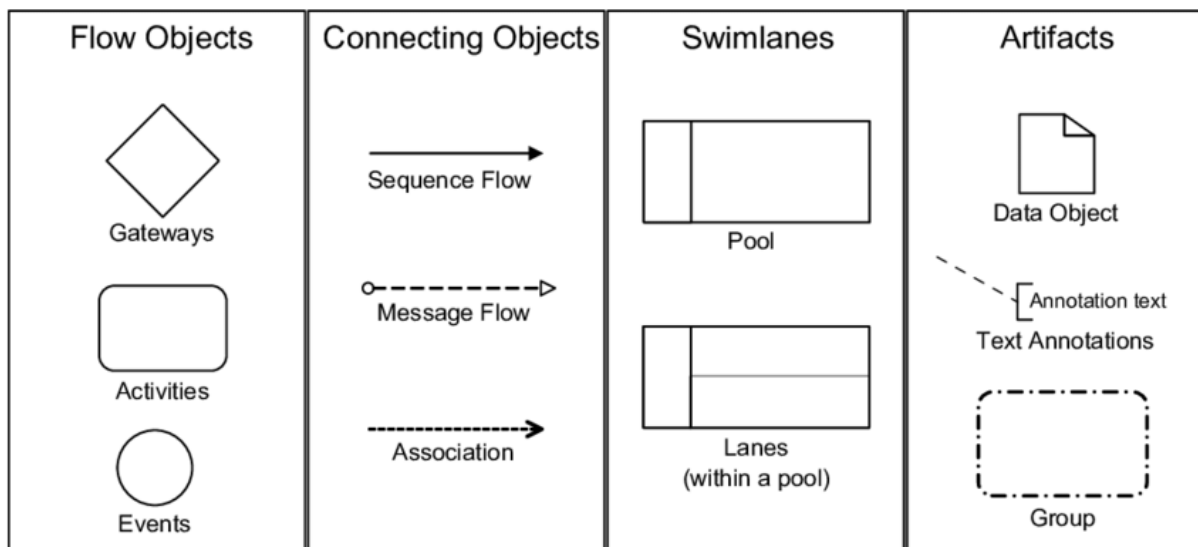 Flow Objects
Gateways
Activities
Events
Connecting Objects
Sequence Flow
Message Flow
Association
Swimlanes
Pool
Lanes
(within a pool)
Artifacts
Data Object
Annotation text
Text Annotations
Group